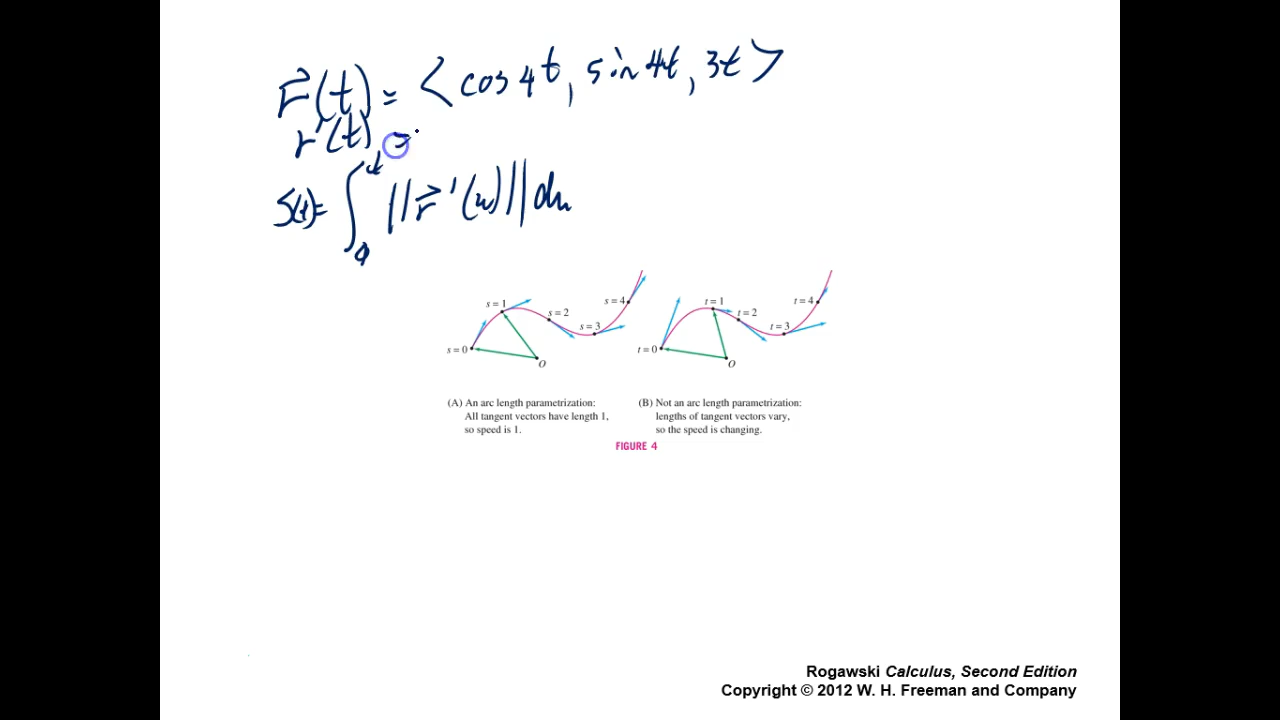 r⃗(t) = ⟨cos 4t, sin 4t, 3t⟩
r'(t) =
s(t) = ∫₀ᵗ ||r⃗'(u)|| du
s = 0
s = 1
s = 2
s = 3
s = 4
O
t = 0
t = 1
t = 2
t = 3
t = 4
O
(A) An arc length parametrization:
All tangent vectors have length 1,
so speed is 1.
(B) Not an arc length parametrization:
lengths of tangent vectors vary,
so the speed is changing.
FIGURE 4
Rogawski Calculus, Second Edition
Copyright © 2012 W. H. Freeman and Company